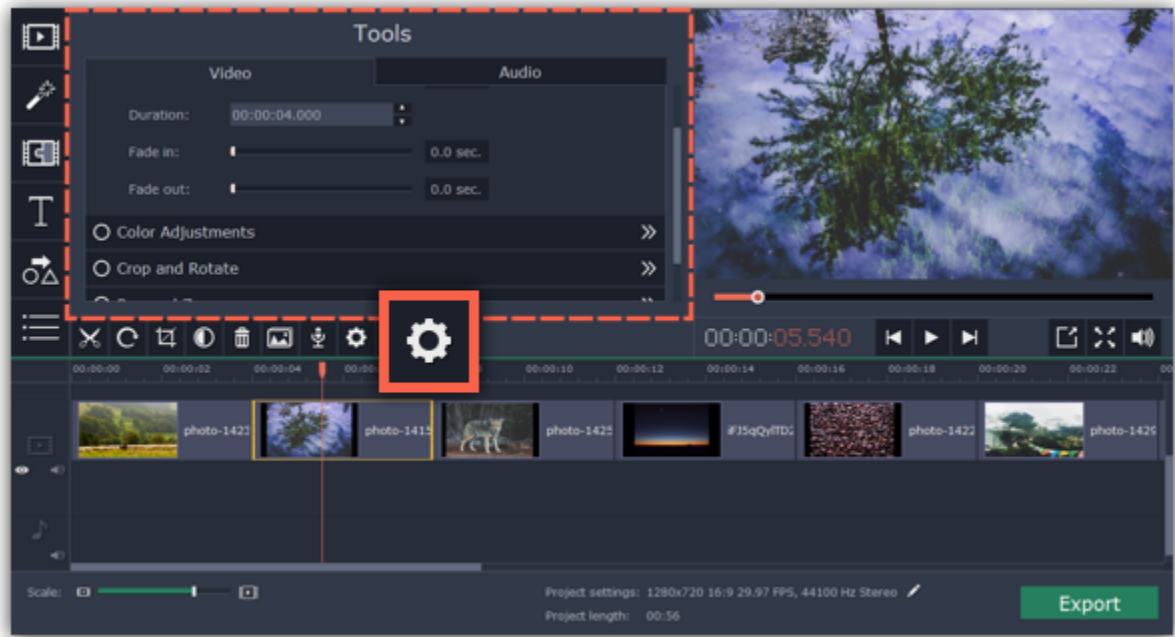 Tools
Video Audio
Duration: 00:00:04.000
Fade in: 0.0 sec.
Fade out: 0.0 sec.
Color Adjustments
Crop and Rotate
T
00:00:05.540
00:00:00 00:00:02 00:00:04 00:00:10 00:00:12 00:00:14 00:00:16 00:00:18 00:00:20 00:00:22
photo-1423 photo-1415 photo-1425 photo-1422 photo-1429
Scale:
Project settings: 1280x720 16:9 29.97 FPS, 44100 Hz Stereo
Project length: 00:56
Export